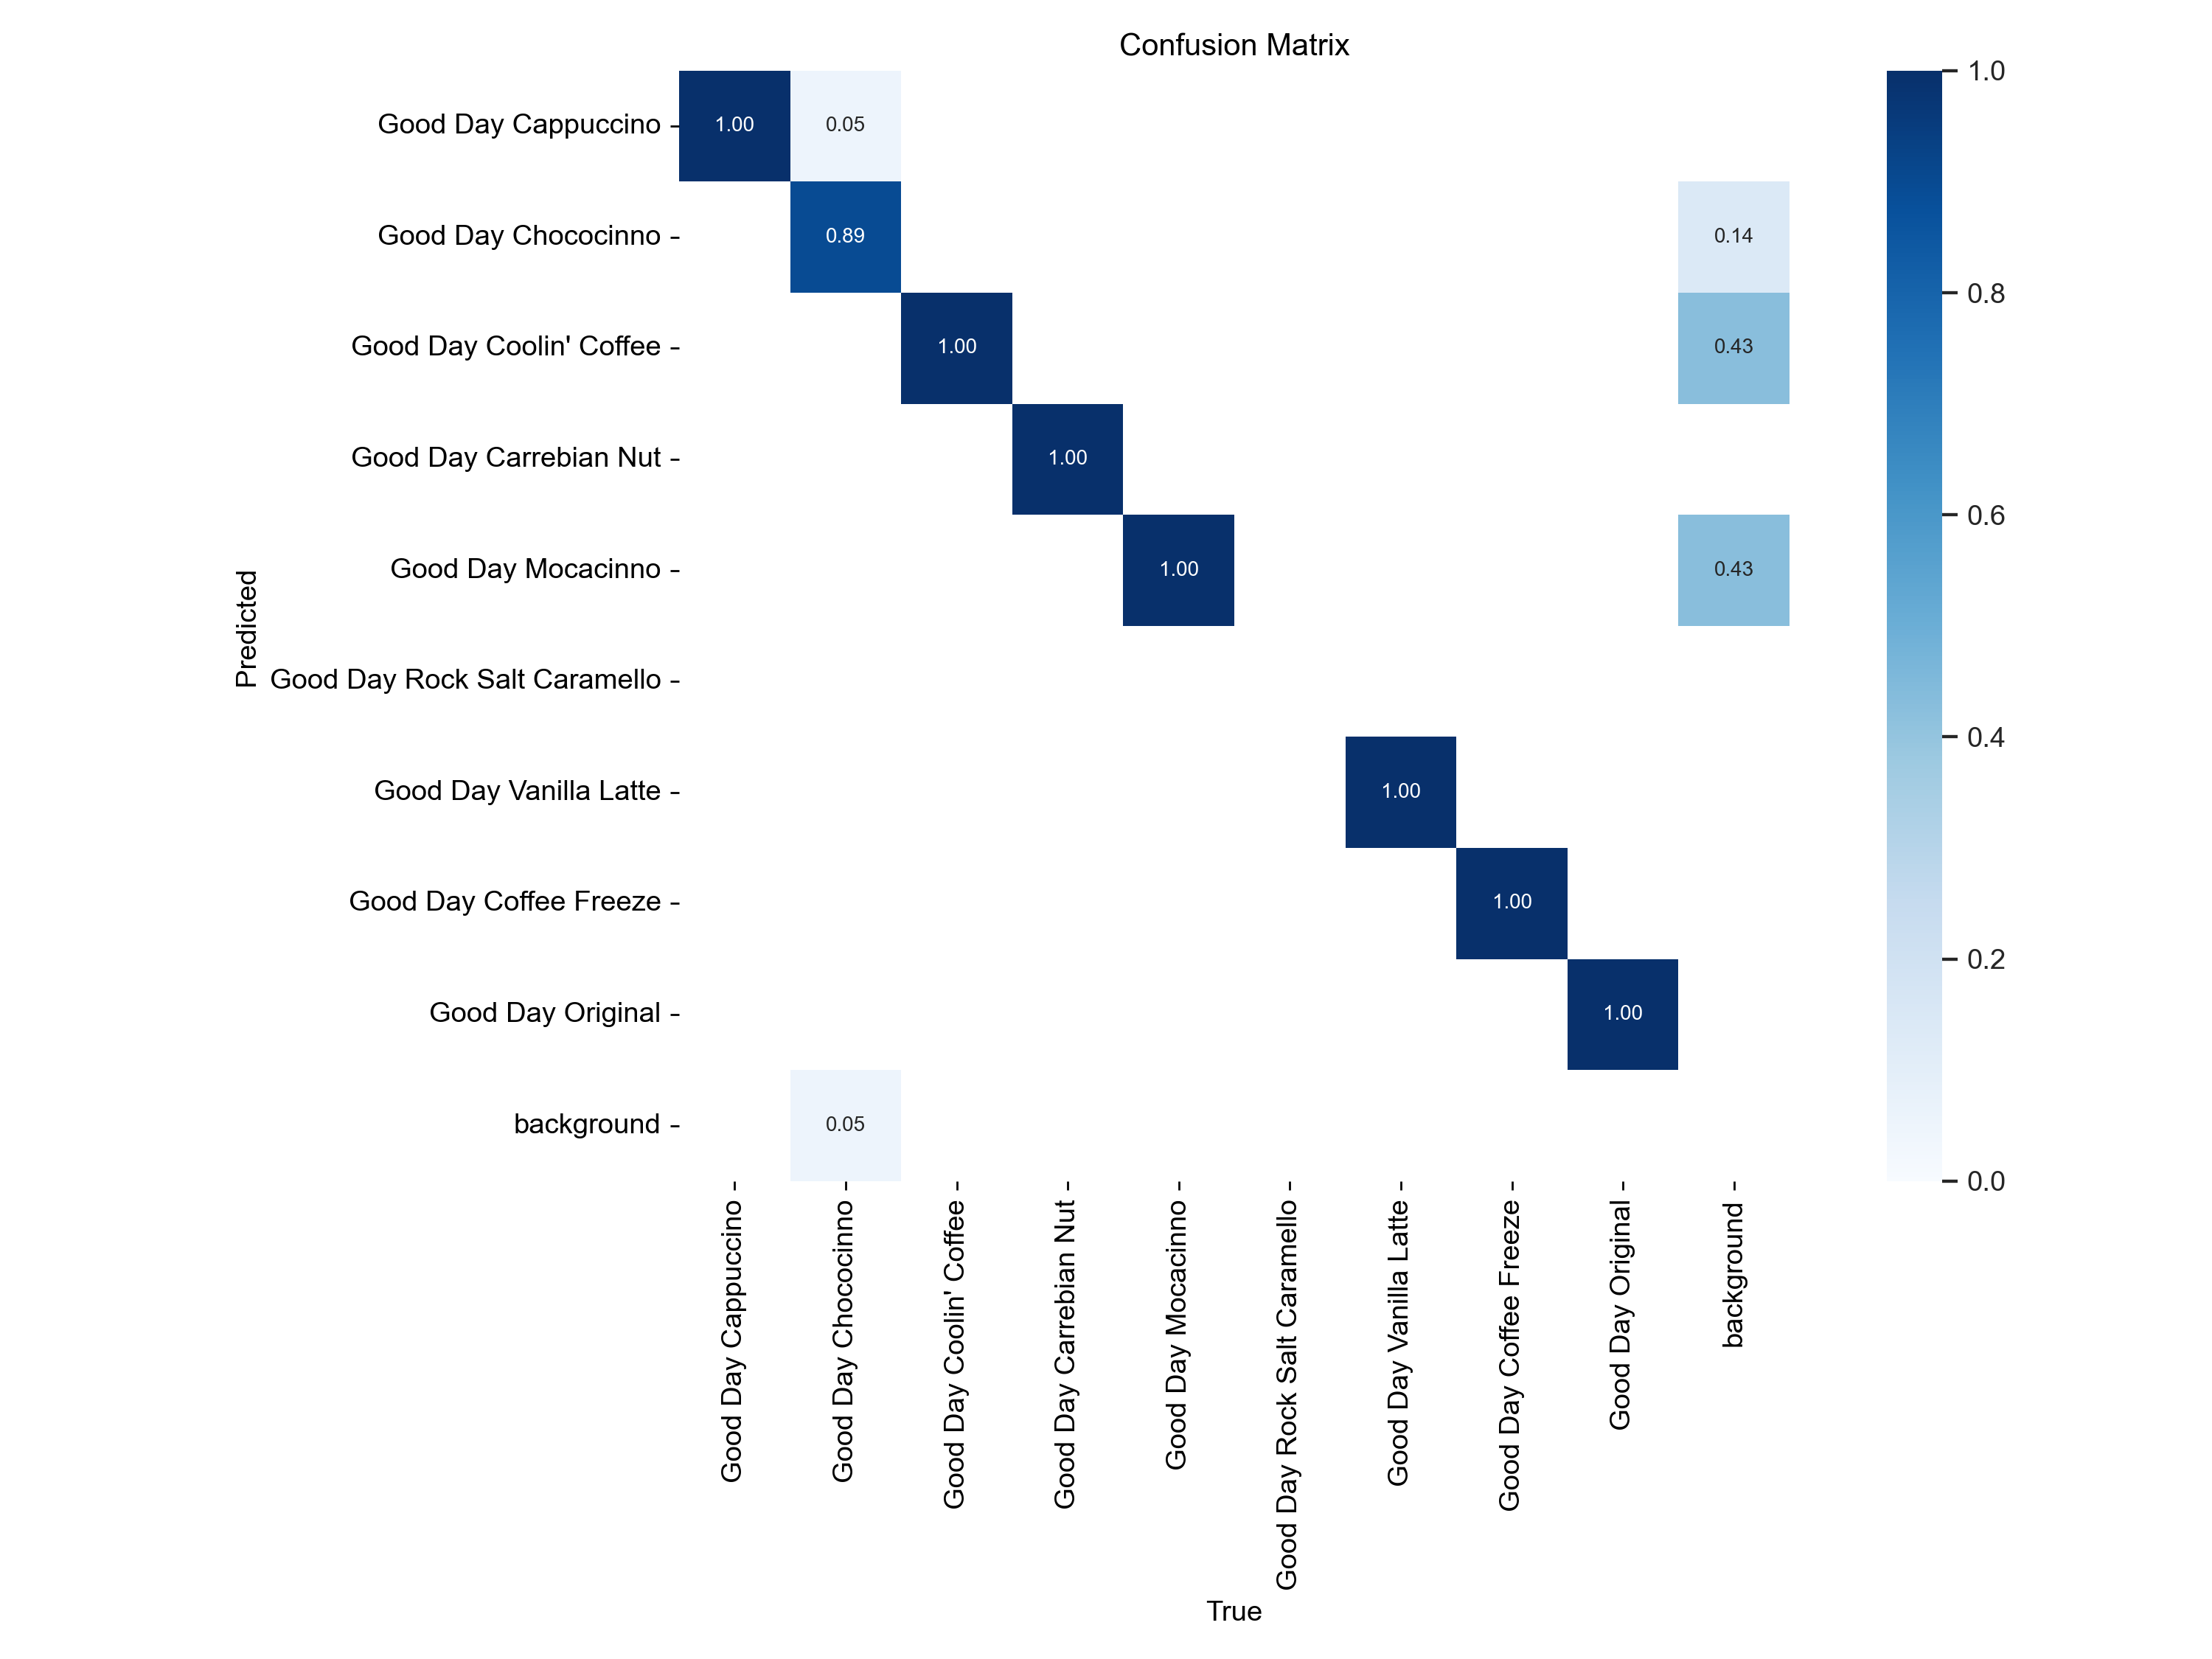 Confusion Matrix
Good Day Cappuccino
1.00
0.05
Good Day Chococinno
0.89
0.14
Good Day Coolin' Coffee
1.00
0.43
Good Day Carrebian Nut
1.00
Good Day Mocacinno
1.00
0.43
Good Day Rock Salt Caramello
Good Day Vanilla Latte
1.00
Good Day Coffee Freeze
1.00
Good Day Original
1.00
background
0.05
Predicted
Good Day Cappuccino
Good Day Chococinno
Good Day Coolin' Coffee
Good Day Carrebian Nut
Good Day Mocacinno
Good Day Rock Salt Caramello
Good Day Vanilla Latte
Good Day Coffee Freeze
Good Day Original
background
True
1.0
0.8
0.6
0.4
0.2
0.0